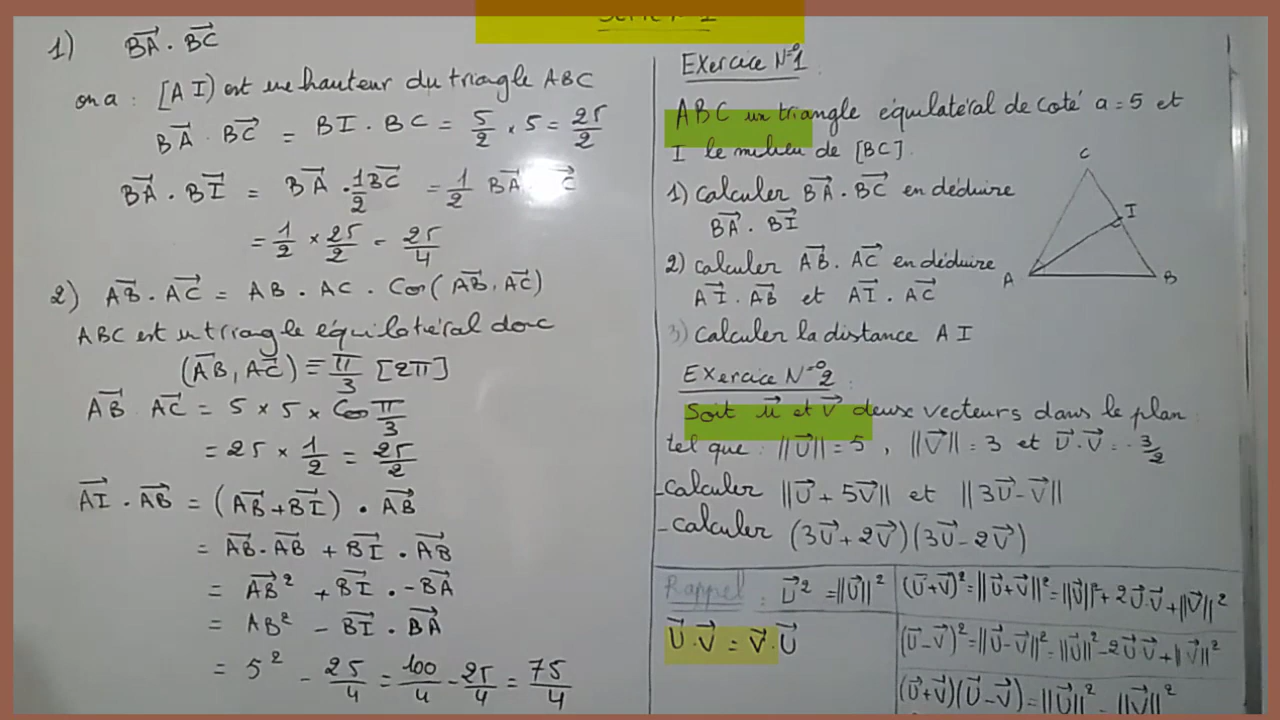 1) BA⃗ . BC⃗
on a : [AI) est une hauteur du triangle ABC
BA⃗ . BC⃗ = BI . BC = 5/2 × 5 = 25/2
BA⃗ . BI⃗ = BA⃗ . 1/2 BC⃗ = 1/2 BA⃗
= 1/2 × 25/2 = 25/4
2) AB⃗ . AC⃗ = AB . AC . Cos(AB⃗, AC⃗)
ABC est un triangle équilatéral donc
(AB⃗, AC⃗) ≡ π/3 [2π]
AB⃗ AC⃗ = 5 × 5 × Cos π/3
= 25 × 1/2 = 25/2
AI⃗ . AB⃗ = (AB⃗ + BI⃗) . AB⃗
= AB⃗ . AB⃗ + BI⃗ . AB⃗
= AB⃗² + BI⃗ . -BA⃗
= AB² - BI⃗ . BA⃗
= 5² - 25/4 = 100/4 - 25/4 = 75/4
Exercice N°1
ABC un triangle équilatéral de coté a = 5 et
I le milieu de [BC].
1) Calculer BA⃗ . BC⃗ en déduire
BA⃗ . BI⃗
2) Calculer AB⃗ . AC⃗ en déduire
AI⃗ . AB⃗ et AI⃗ . AC⃗
3) Calculer la distance AI
C
I
A
B
Exercice N°2 :
Soit u⃗ et v⃗ deux vecteurs dans le plan
tel que : ||U⃗|| = 5 , ||V⃗|| = 3 et U⃗.V⃗ = -3/2
-Calculer ||U⃗ + 5V⃗|| et ||3U⃗ - V⃗||
-Calculer (3U⃗ + 2V⃗)(3U⃗ - 2V⃗)
Rappel : U⃗² = ||U⃗||²
U⃗.V⃗ = V⃗.U⃗
(U⃗+V⃗)² = ||U⃗+V⃗||² = ||U⃗||² + 2U⃗.V⃗ + ||V⃗||²
(U⃗-V⃗)² = ||U⃗-V⃗||² = ||U⃗||² - 2U⃗V⃗ + ||V⃗||²
(U⃗+V⃗)(U⃗-V⃗) = ||U⃗||² - ||V⃗||²